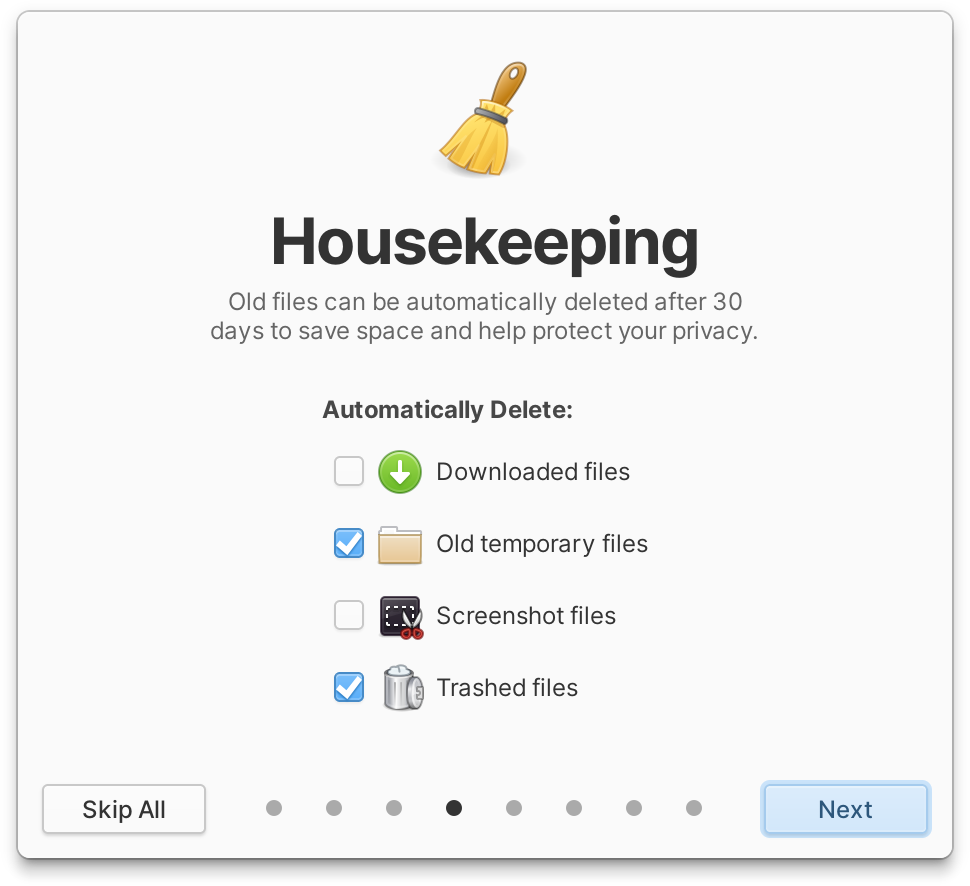 Housekeeping
Old files can be automatically deleted after 30
days to save space and help protect your privacy.
Automatically Delete:
Downloaded files
Old temporary files
Screenshot files
Trashed files
Skip All
Next